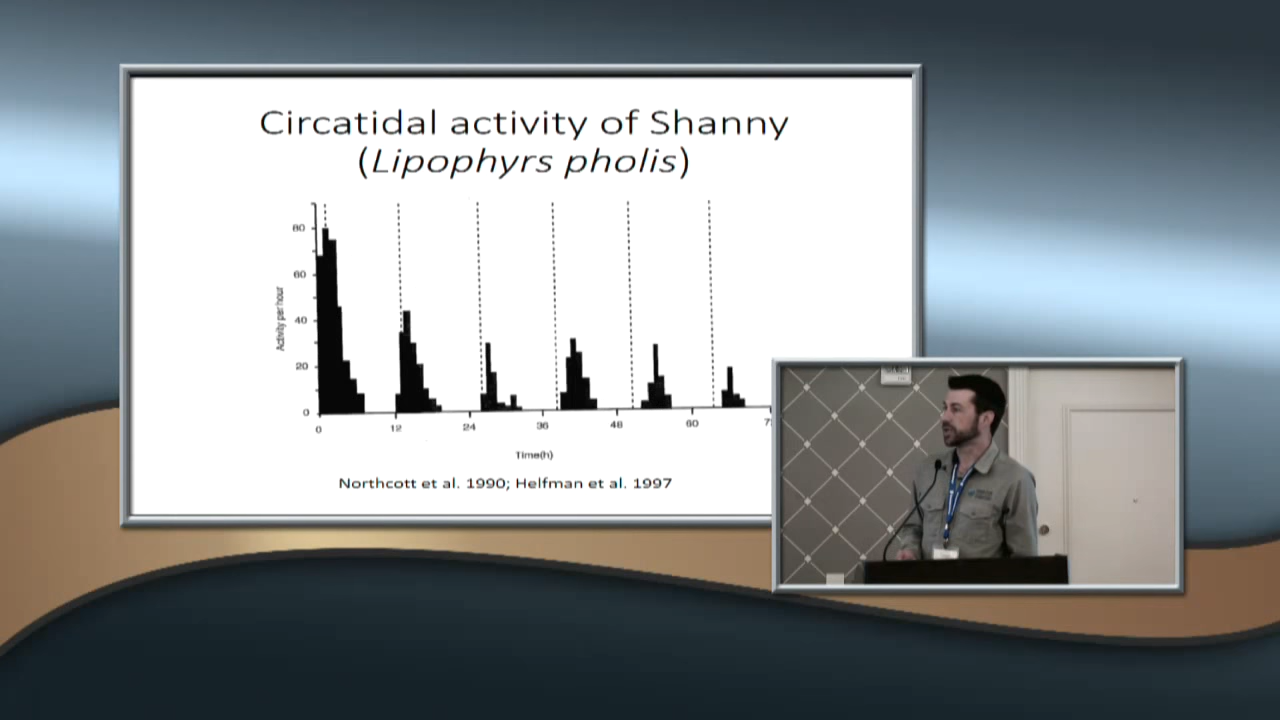 Circatidal activity of Shanny
(Lipophyrs pholis)
80
60
40
20
0
Activity per hour
0 12 24 36 48 60
Time(h)
Northcott et al. 1990; Helfman et al. 1997